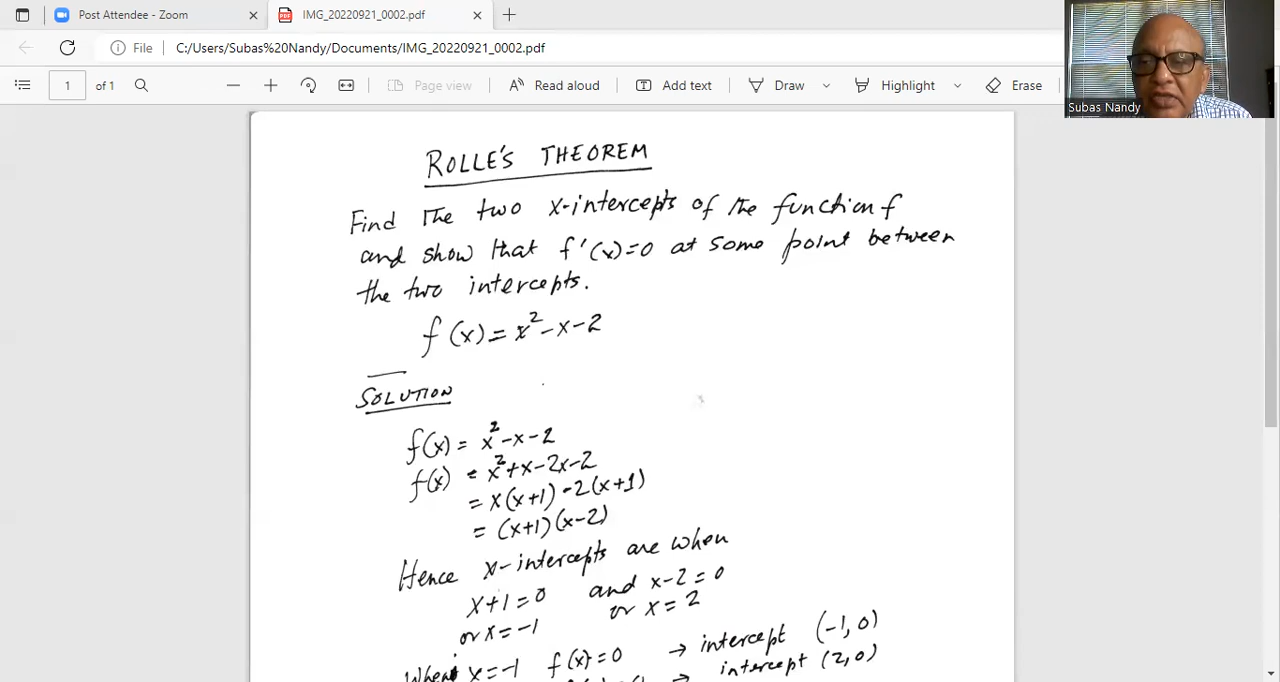 Post Attendee - Zoom
IMG_20220921_0002.pdf
File
C:/Users/Subas%20Nandy/Documents/IMG_20220921_0002.pdf
1 of 1
Page view
Read aloud
Add text
Draw
Highlight
Erase
Subas Nandy
ROLLE'S THEOREM
Find the two x-intercepts of the function f
and show that f'(x)=0 at some point between
the two intercepts.
f(x)=x²-x-2
SOLUTION
f(x) = x²-x-2
f(x) = x²+x-2x-2
= x(x+1)-2(x+1)
= (x+1)(x-2)
Hence x-intercepts are when
x+1=0 and x-2=0
or x=-1 or x=2
When x=-1 f(x)=0 → intercept (-1,0)
→ intercept (2,0)